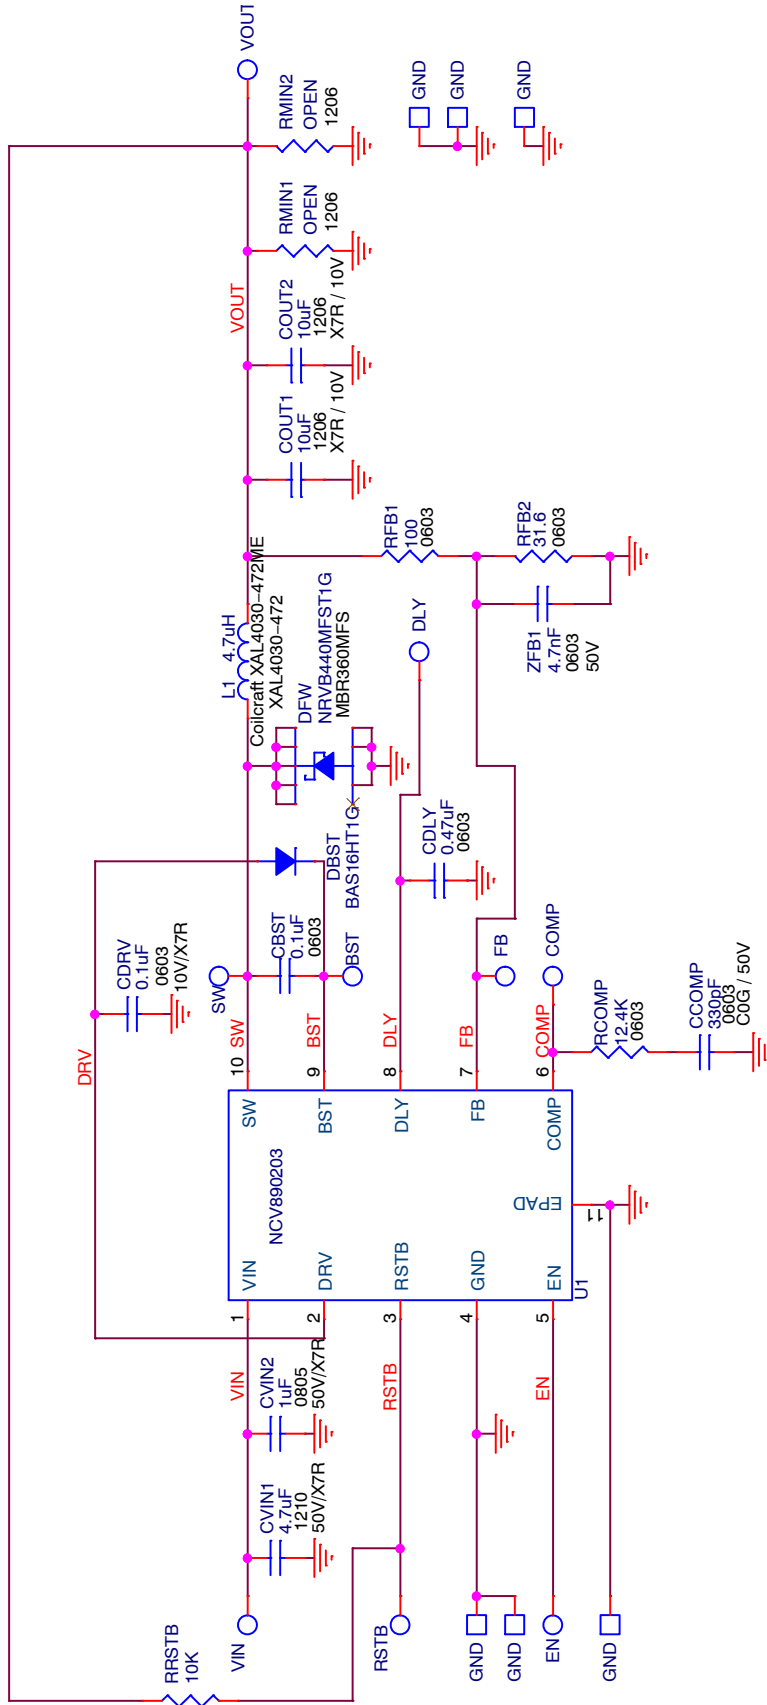 RRSTB
10K
VIN
CVIN1
4.7uF
1210
50V/X7R
VIN
CVIN2
1uF
0805
50V/X7R
RSTB
RSTB
GND
GND
EN
EN
GND
1
2
3
4
5
VIN
DRV
RSTB
GND
EN
U1
NCV890203
EPAD
11
SW
BST
DLY
FB
COMP
10
9
8
7
6
DRV
CDRV
0.1uF
0603
10V/X7R
SW
SW
BST
CBST
0.1uF
0603
BST
DBST
BAS16HT1G
DLY
CDLY
0.47uF
0603
DLY
FB
FB
COMP
COMP
RCOMP
12.4K
0603
CCOMP
330pF
0603
C0G / 50V
DFW
NRVB440MFST1G
MBR360MFS
L1
4.7uH
Coilcraft XAL4030-472ME
XAL4030-472
RFB1
100
0603
RFB2
31.6
0603
ZFB1
4.7nF
0603
50V
COUT1
10uF
1206
X7R / 10V
COUT2
10uF
1206
X7R / 10V
VOUT
RMIN1
OPEN
1206
RMIN2
OPEN
1206
VOUT
GND
GND
GND